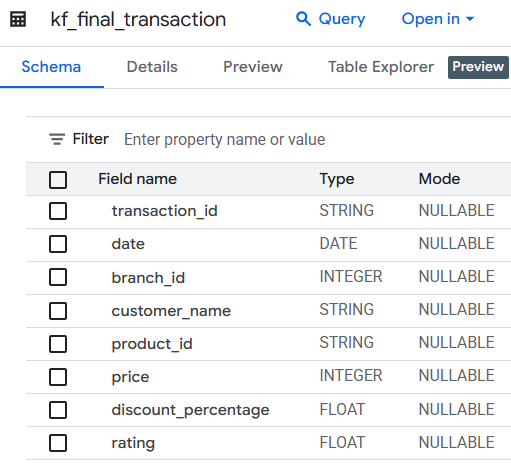 kf_final_transaction Query Open in
Schema Details Preview Table Explorer Preview
Filter Enter property name or value
Field name Type Mode
transaction_id STRING NULLABLE
date DATE NULLABLE
branch_id INTEGER NULLABLE
customer_name STRING NULLABLE
product_id STRING NULLABLE
price INTEGER NULLABLE
discount_percentage FLOAT NULLABLE
rating FLOAT NULLABLE